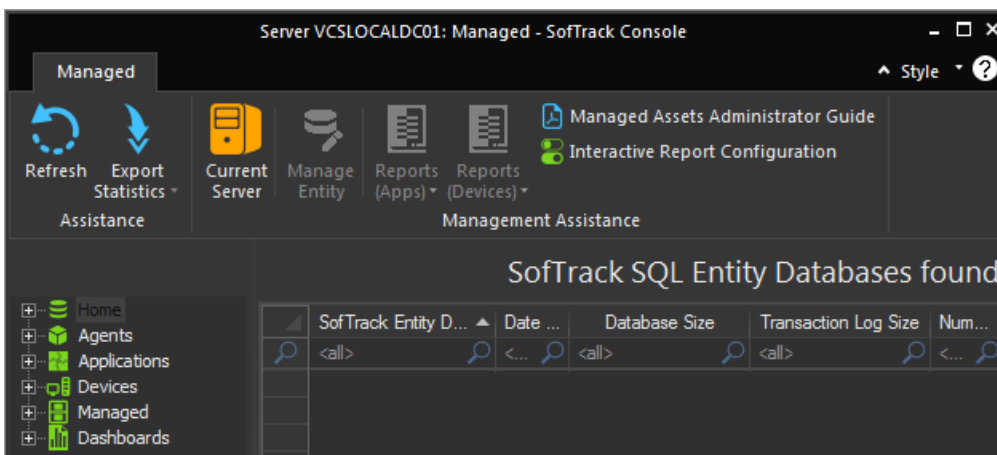 Server VCSLOCALDC01: Managed - SofTrack Console
Managed
Style
Refresh
Export Statistics
Current Server
Manage Entity
Reports (Apps)
Reports (Devices)
Managed Assets Administrator Guide
Interactive Report Configuration
Assistance
Management Assistance
SofTrack SQL Entity Databases found
Home
Agents
Applications
Devices
Managed
Dashboards
SofTrack Entity D... Date ... Database Size Transaction Log Size Num...
<all> <... <all> <all> <...